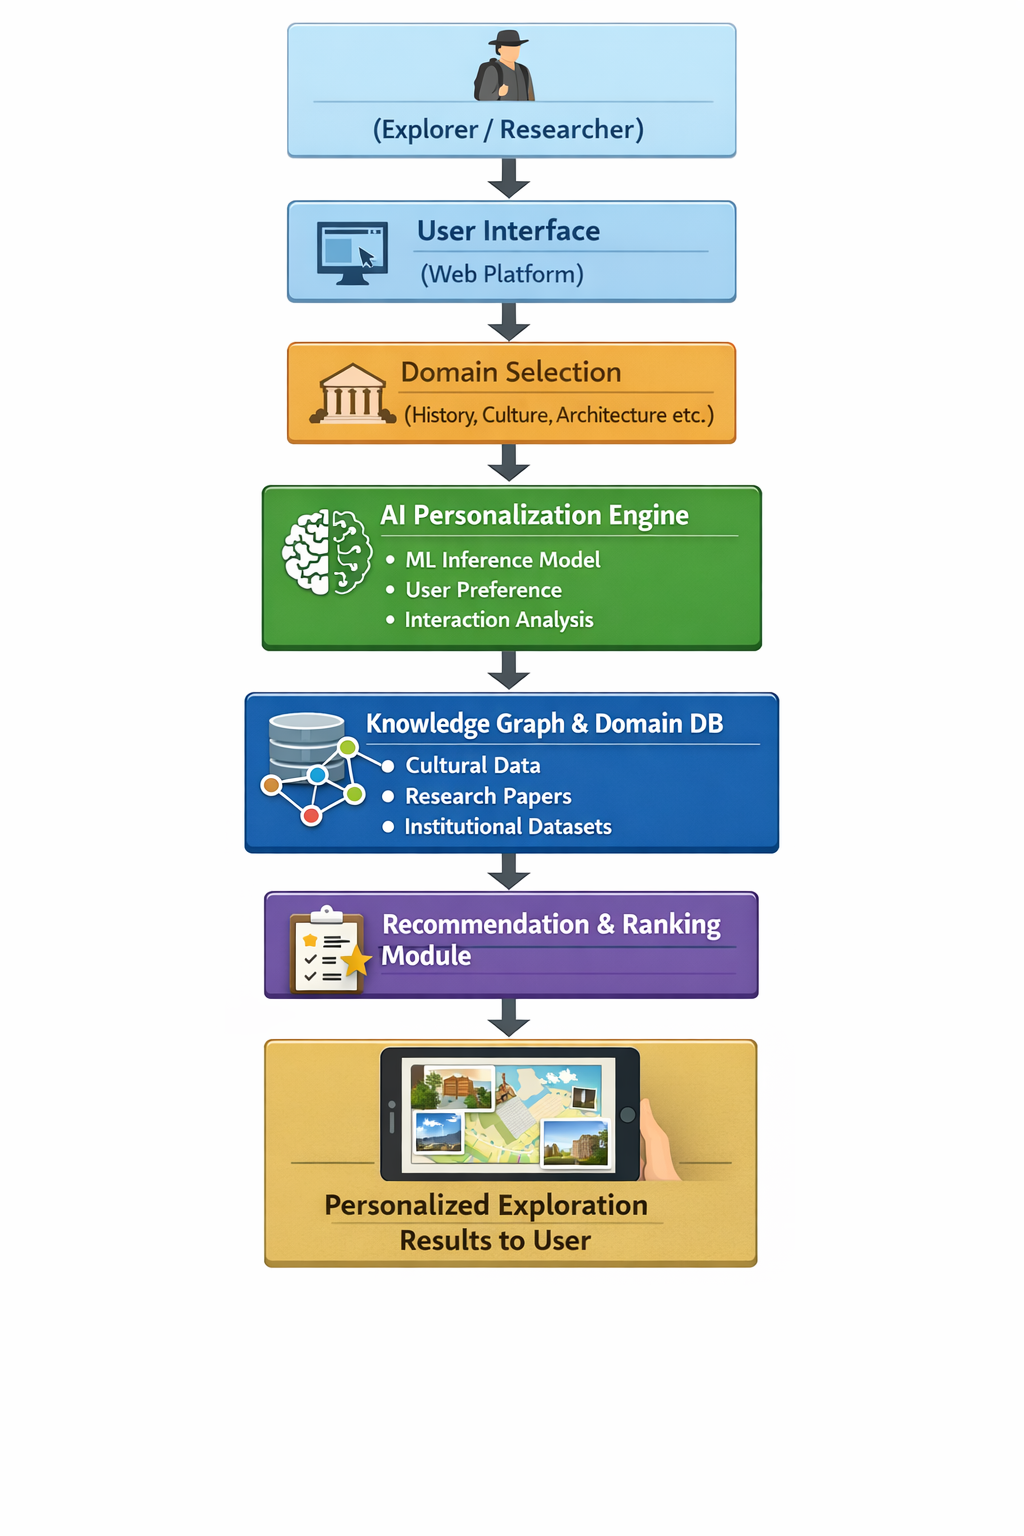 (Explorer / Researcher)
User Interface
(Web Platform)
Domain Selection
(History, Culture, Architecture etc.)
AI Personalization Engine
• ML Inference Model
• User Preference
• Interaction Analysis
Knowledge Graph & Domain DB
• Cultural Data
• Research Papers
• Institutional Datasets
Recommendation & Ranking
Module
Personalized Exploration
Results to User